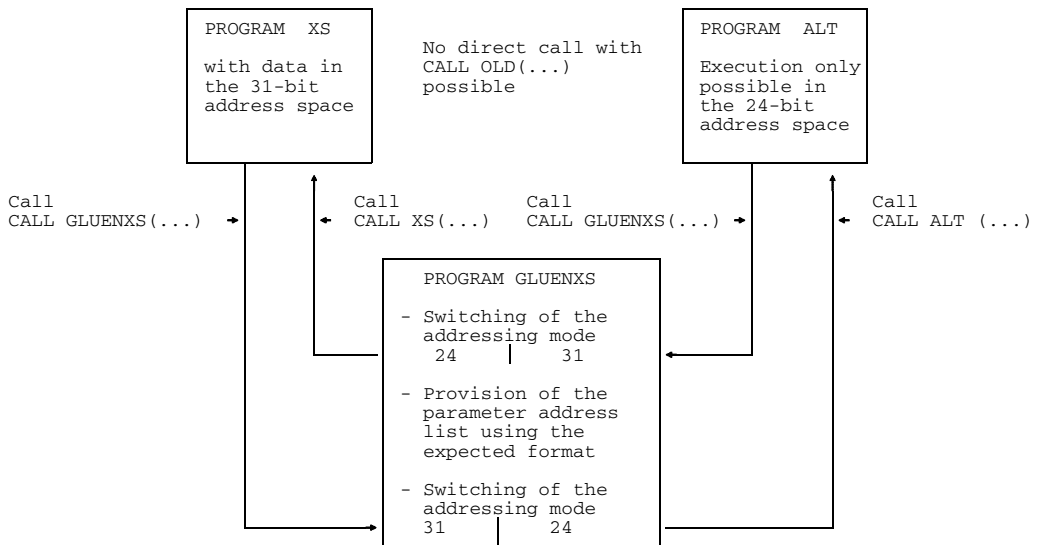 PROGRAM XS
with data in
the 31-bit
address space
No direct call with
CALL OLD(...)
possible
PROGRAM ALT
Execution only
possible in
the 24-bit
address space
Call
CALL GLUENXS(...)
Call
CALL XS(...)
Call
CALL GLUENXS(...)
Call
CALL ALT (...)
PROGRAM GLUENXS
- Switching of the
addressing mode
24 31
- Provision of the
parameter address
list using the
expected format
- Switching of the
addressing mode
31 24